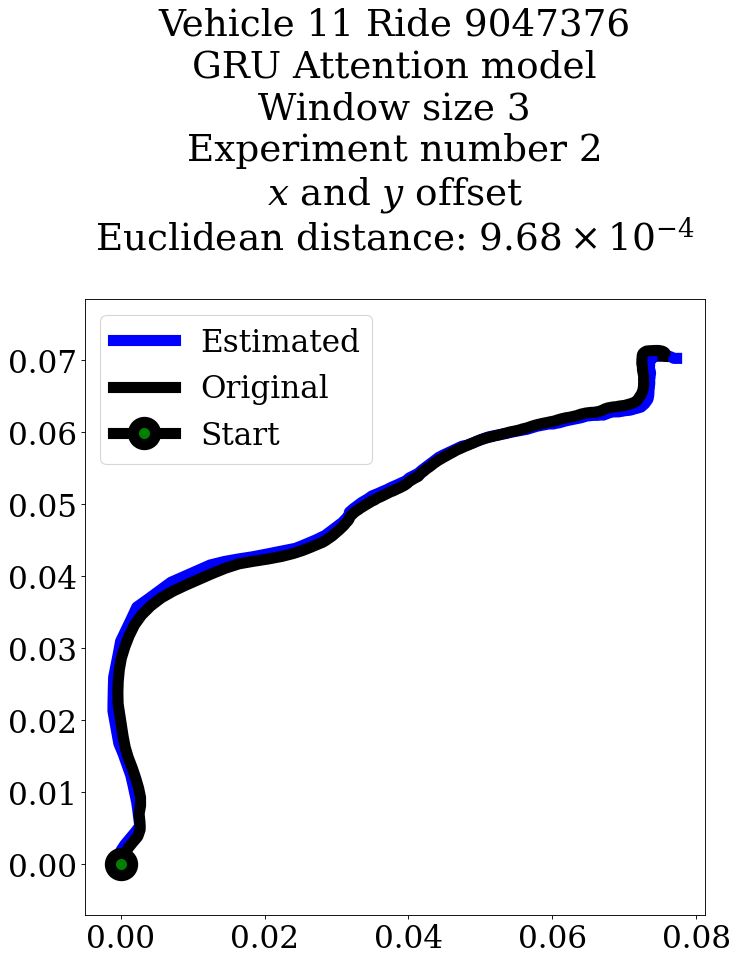 Vehicle 11 Ride 9047376
GRU Attention model
Window size 3
Experiment number 2
x and y offset
Euclidean distance: 9.68 × 10⁻⁴
Estimated
Original
Start
0.07
0.06
0.05
0.04
0.03
0.02
0.01
0.00
0.00 0.02 0.04 0.06 0.08